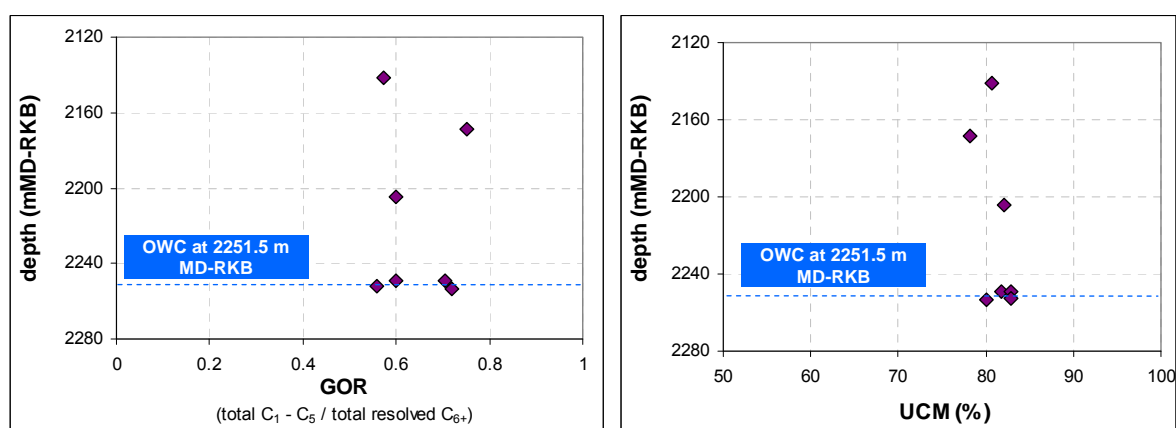 depth (mMD-RKB)
2120
2160
2200
2240
2280
OWC at 2251.5 m
MD-RKB
0 0.2 0.4 0.6 0.8 1
GOR
(total C₁ - C₅ / total resolved C₆₊)
depth (mMD-RKB)
2120
2160
2200
2240
2280
OWC at 2251.5 m
MD-RKB
50 60 70 80 90 100
UCM (%)